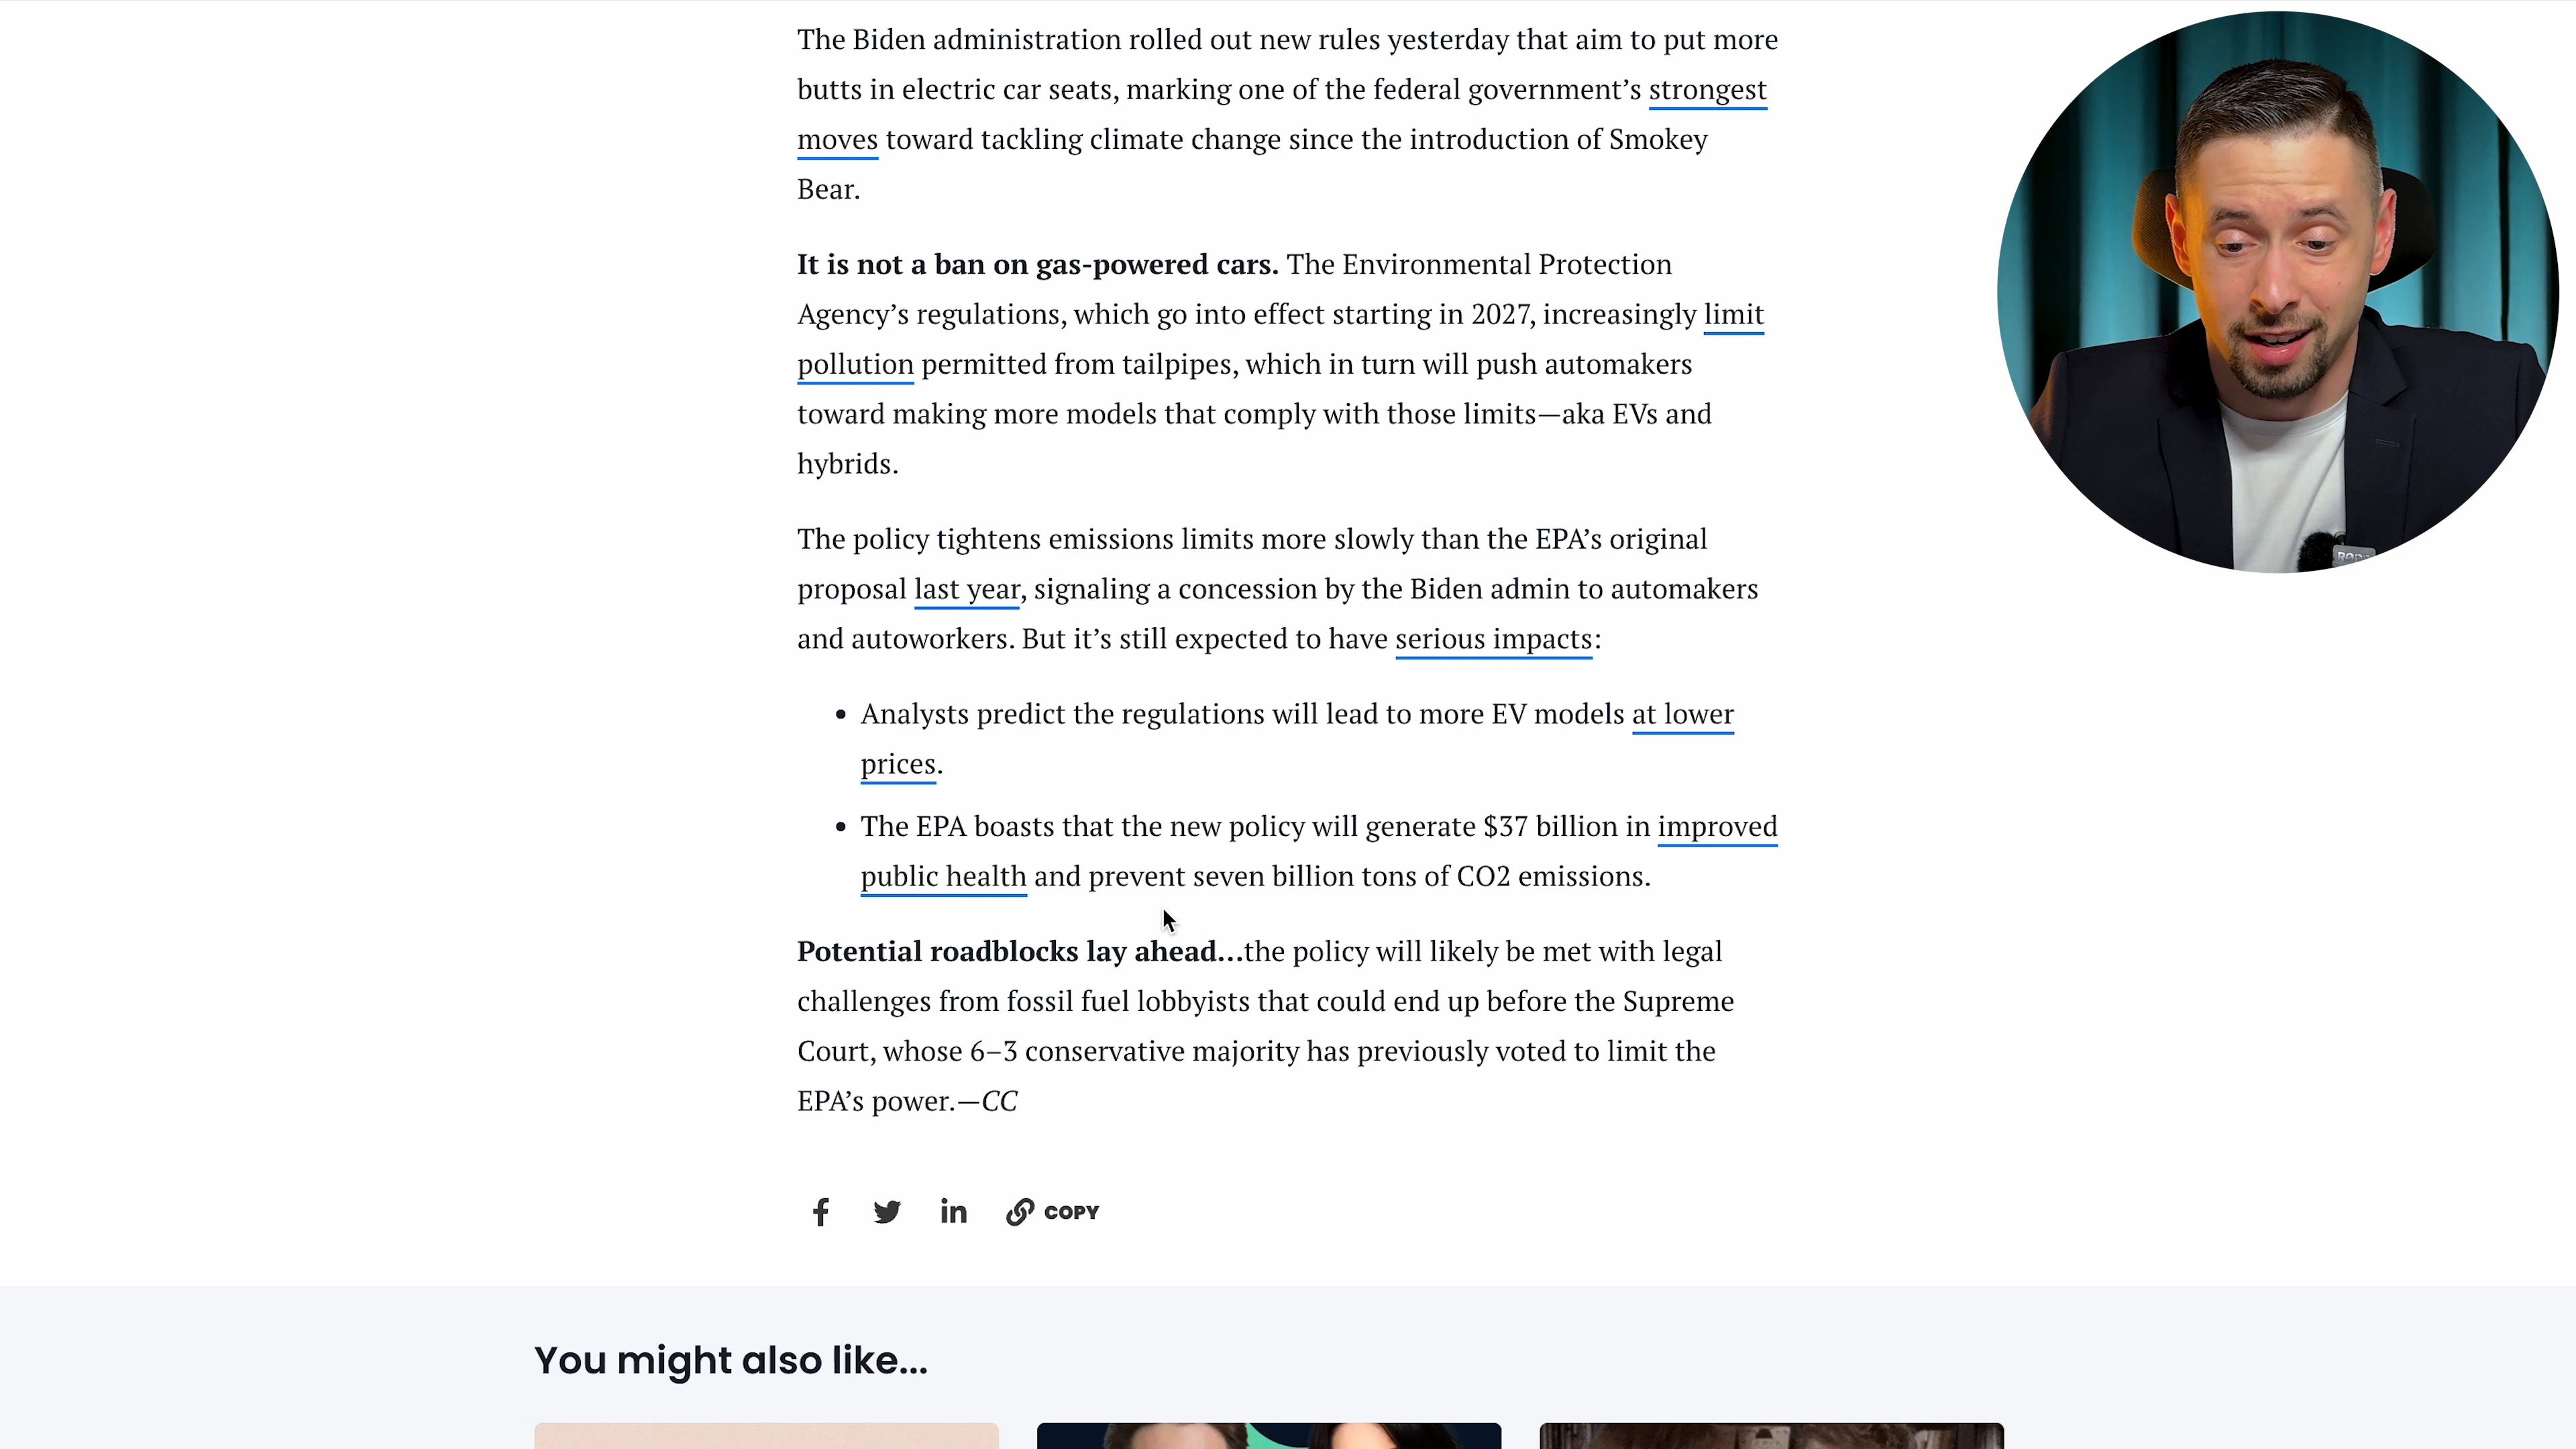 The Biden administration rolled out new rules yesterday that aim to put more
butts in electric car seats, marking one of the federal government’s strongest
moves toward tackling climate change since the introduction of Smokey
Bear.
It is not a ban on gas-powered cars. The Environmental Protection
Agency’s regulations, which go into effect starting in 2027, increasingly limit
pollution permitted from tailpipes, which in turn will push automakers
toward making more models that comply with those limits—aka EVs and
hybrids.
The policy tightens emissions limits more slowly than the EPA’s original
proposal last year, signaling a concession by the Biden admin to automakers
and autoworkers. But it’s still expected to have serious impacts:
• Analysts predict the regulations will lead to more EV models at lower
prices.
• The EPA boasts that the new policy will generate $37 billion in improved
public health and prevent seven billion tons of CO2 emissions.
Potential roadblocks lay ahead…the policy will likely be met with legal
challenges from fossil fuel lobbyists that could end up before the Supreme
Court, whose 6–3 conservative majority has previously voted to limit the
EPA’s power.—CC
COPY
You might also like...